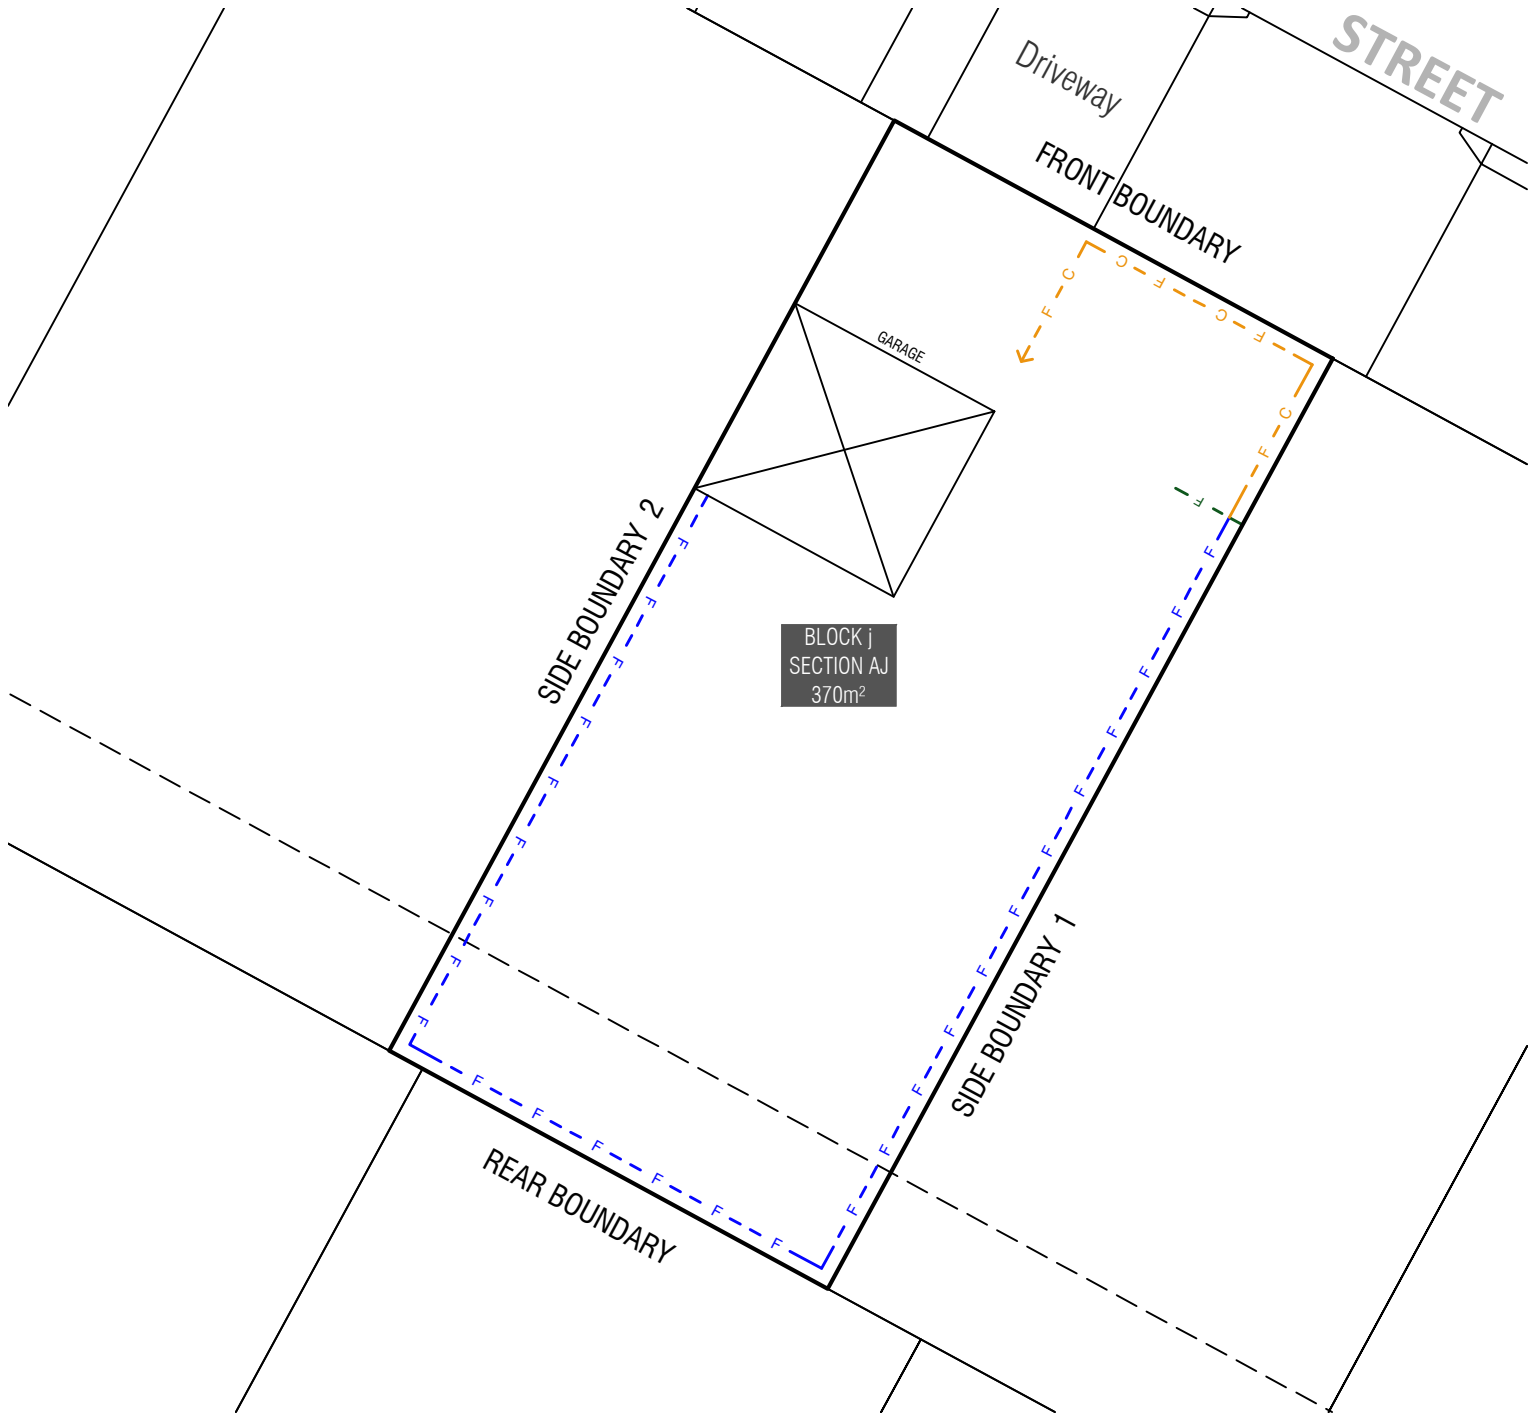 STREET
Driveway
FRONT BOUNDARY
C F C F
C F
C F
GARAGE
F
SIDE BOUNDARY 2
F F F F F F F F F
BLOCK j
SECTION AJ
370m²
F F F F F F F F F F F F
SIDE BOUNDARY 1
F F F F F F
REAR BOUNDARY